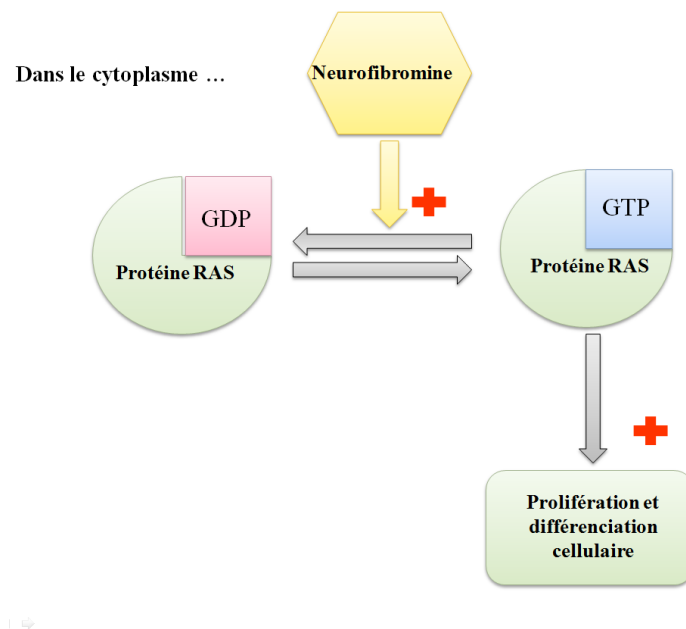 Dans le cytoplasme …
Neurofibromine
GDP
Protéine RAS
GTP
Protéine RAS
Prolifération et
différenciation
cellulaire